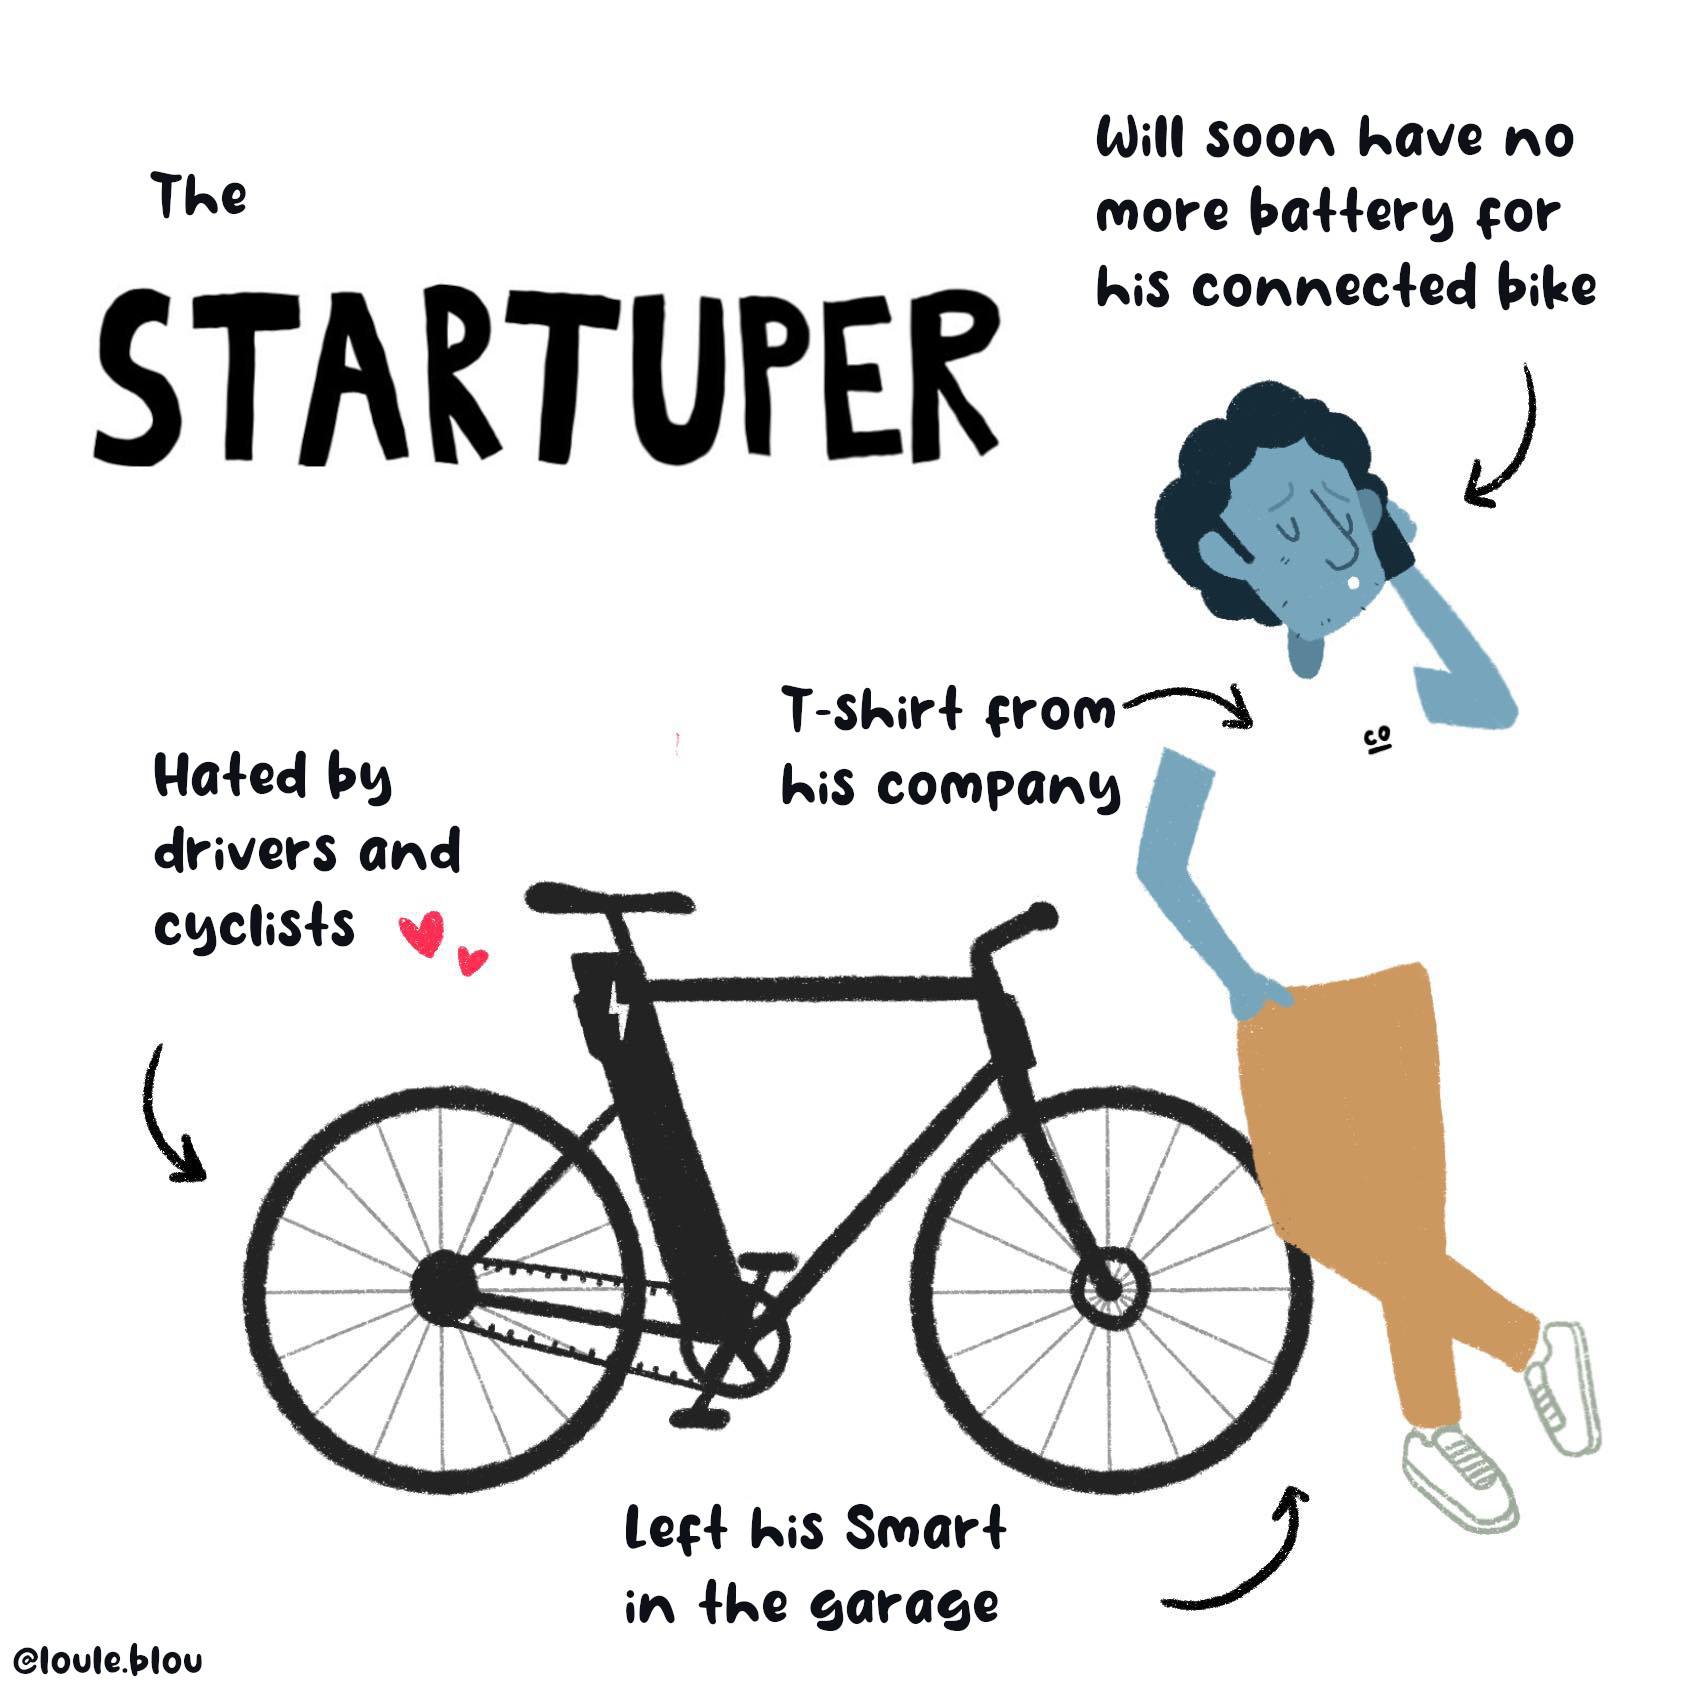 The
STARTUPER
Will soon have no
more battery for
his connected bike
T-shirt from
his company
co
Hated by
drivers and
cyclists
Left his Smart
in the garage
@loule.blou